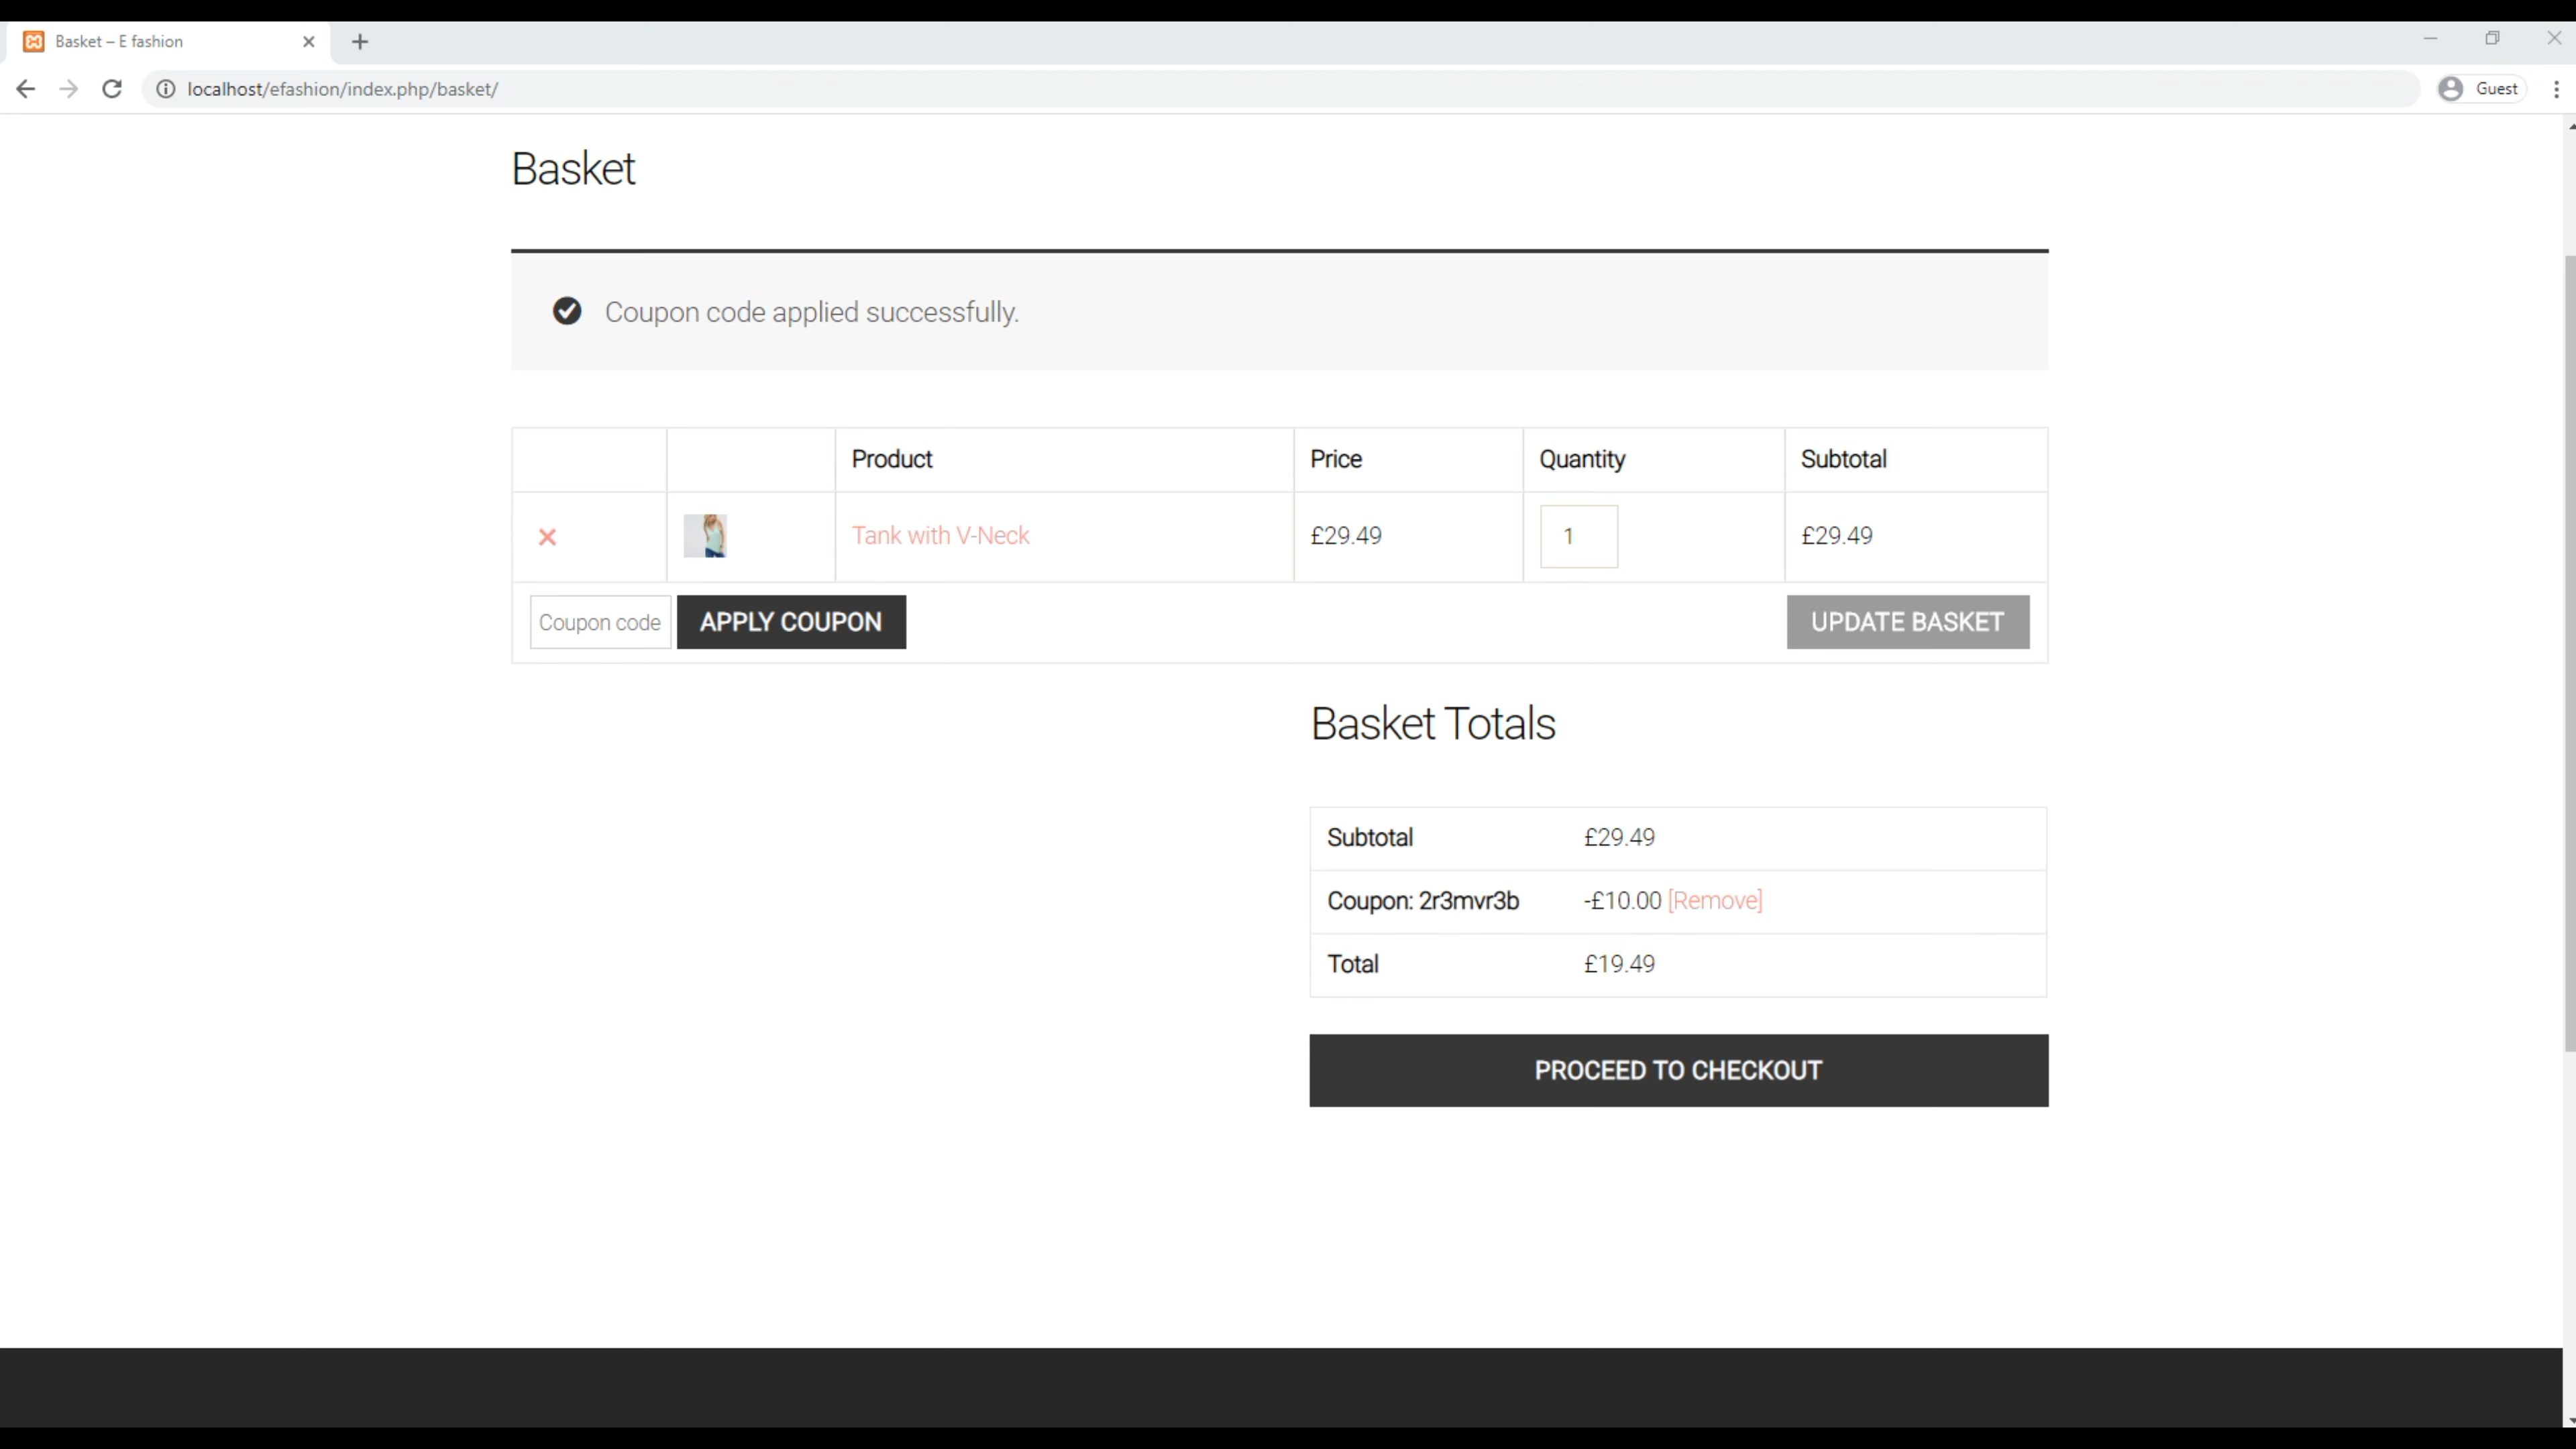 Basket – E fashion
localhost/efashion/index.php/basket/
Guest
Basket
Coupon code applied successfully.
Product Price Quantity Subtotal
Tank with V-Neck £29.49 1 £29.49
Coupon code APPLY COUPON UPDATE BASKET
Basket Totals
Subtotal £29.49
Coupon: 2r3mvr3b -£10.00 [Remove]
Total £19.49
PROCEED TO CHECKOUT